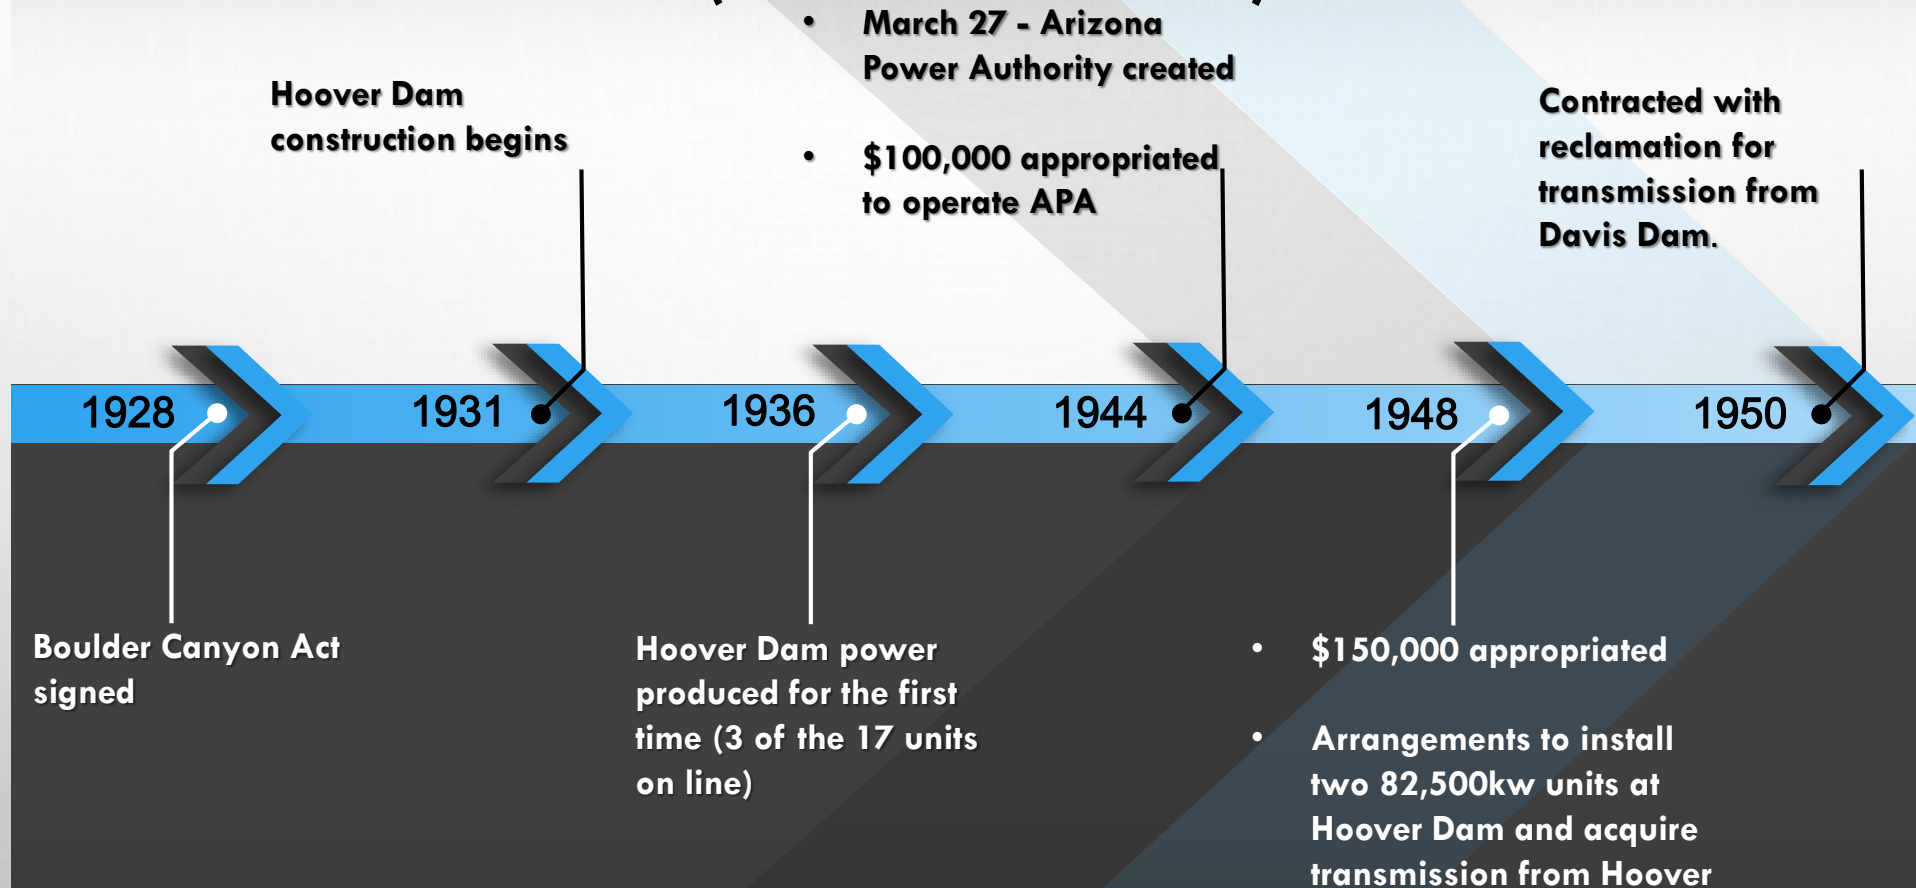 • March 27 - Arizona
Power Authority created
• $100,000 appropriated
to operate APA
Hoover Dam
construction begins
Contracted with
reclamation for
transmission from
Davis Dam.
1928
1931
1936
1944
1948
1950
Boulder Canyon Act
signed
Hoover Dam power
produced for the first
time (3 of the 17 units
on line)
• $150,000 appropriated
• Arrangements to install
two 82,500kw units at
Hoover Dam and acquire
transmission from Hoover